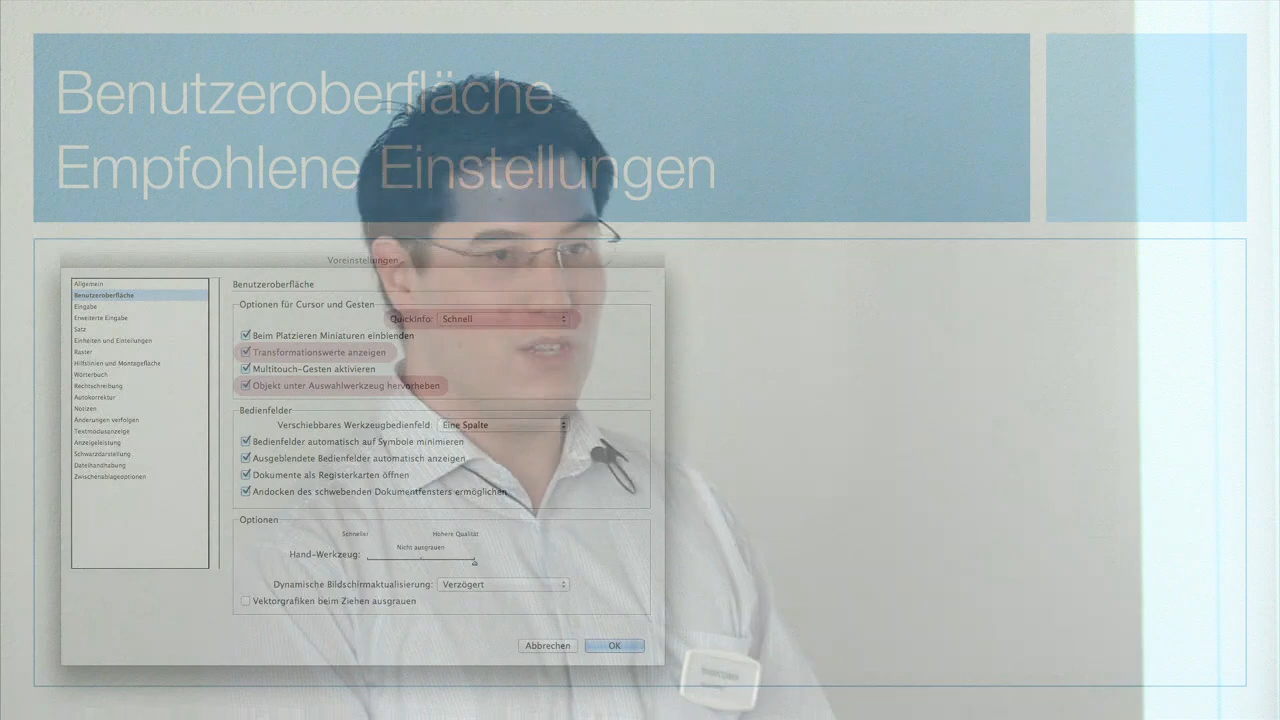 Benutzeroberfläche
Empfohlene Einstellungen
Voreinstellungen
Allgemein
Benutzeroberfläche
Eingabe
Erweiterte Eingabe
Satz
Einheiten und Einteilungen
Raster
Hilfslinien und Montagefläche
Wörterbuch
Rechtschreibung
Autokorrektur
Notizen
Änderungen verfolgen
Textmodusanzeige
Anzeigeleistung
Schwarzdarstellung
Dateihandhabung
Zwischenablageoptionen
Benutzeroberfläche
Optionen für Cursor und Gesten
QuickInfo: Schnell
Beim Platzieren Miniaturen einblenden
Transformationswerte anzeigen
Multitouch-Gesten aktivieren
Objekt unter Auswahlwerkzeug hervorheben
Bedienfelder
Verschiebbares Werkzeugbedienfeld: Eine Spalte
Bedienfelder automatisch auf Symbole minimieren
Ausgeblendete Bedienfelder automatisch anzeigen
Dokumente als Registerkarten öffnen
Andocken des schwebenden Dokumentfensters ermöglichen
Optionen
Schneller Höhere Qualität
Nicht ausgrauen
Hand-Werkzeug:
Dynamische Bildschirmaktualisierung: Verzögert
Vektorgrafiken beim Ziehen ausgrauen
Abbrechen OK